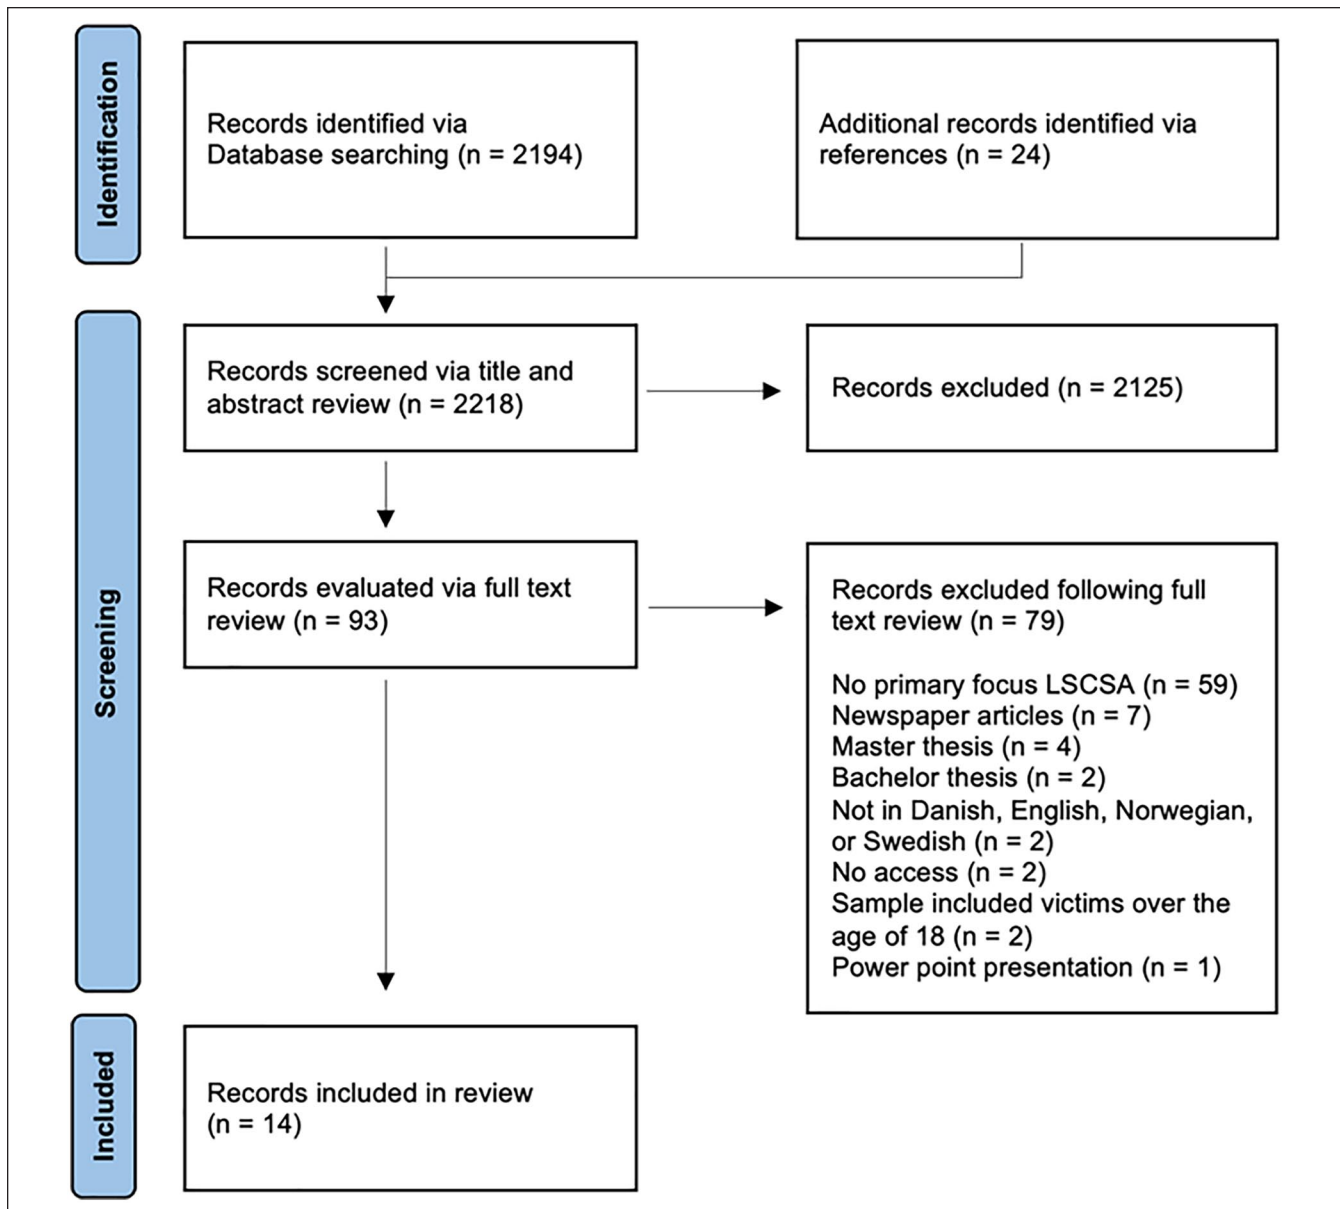 Identification
Records identified via
Database searching (n = 2194)
Additional records identified via
references (n = 24)
Screening
Records screened via title and
abstract review (n = 2218)
Records excluded (n = 2125)
Records evaluated via full text
review (n = 93)
Records excluded following full
text review (n = 79)
No primary focus LSCSA (n = 59)
Newspaper articles (n = 7)
Master thesis (n = 4)
Bachelor thesis (n = 2)
Not in Danish, English, Norwegian,
or Swedish (n = 2)
No access (n = 2)
Sample included victims over the
age of 18 (n = 2)
Power point presentation (n = 1)
Included
Records included in review
(n = 14)